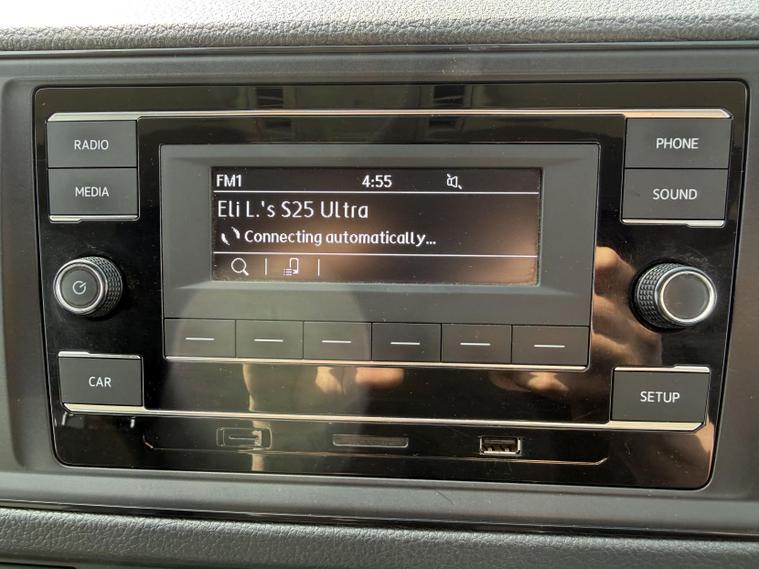 RADIO
PHONE
MEDIA
SOUND
FM1 4:55
Eli L.'s S25 Ultra
Connecting automatically...
CAR
SETUP